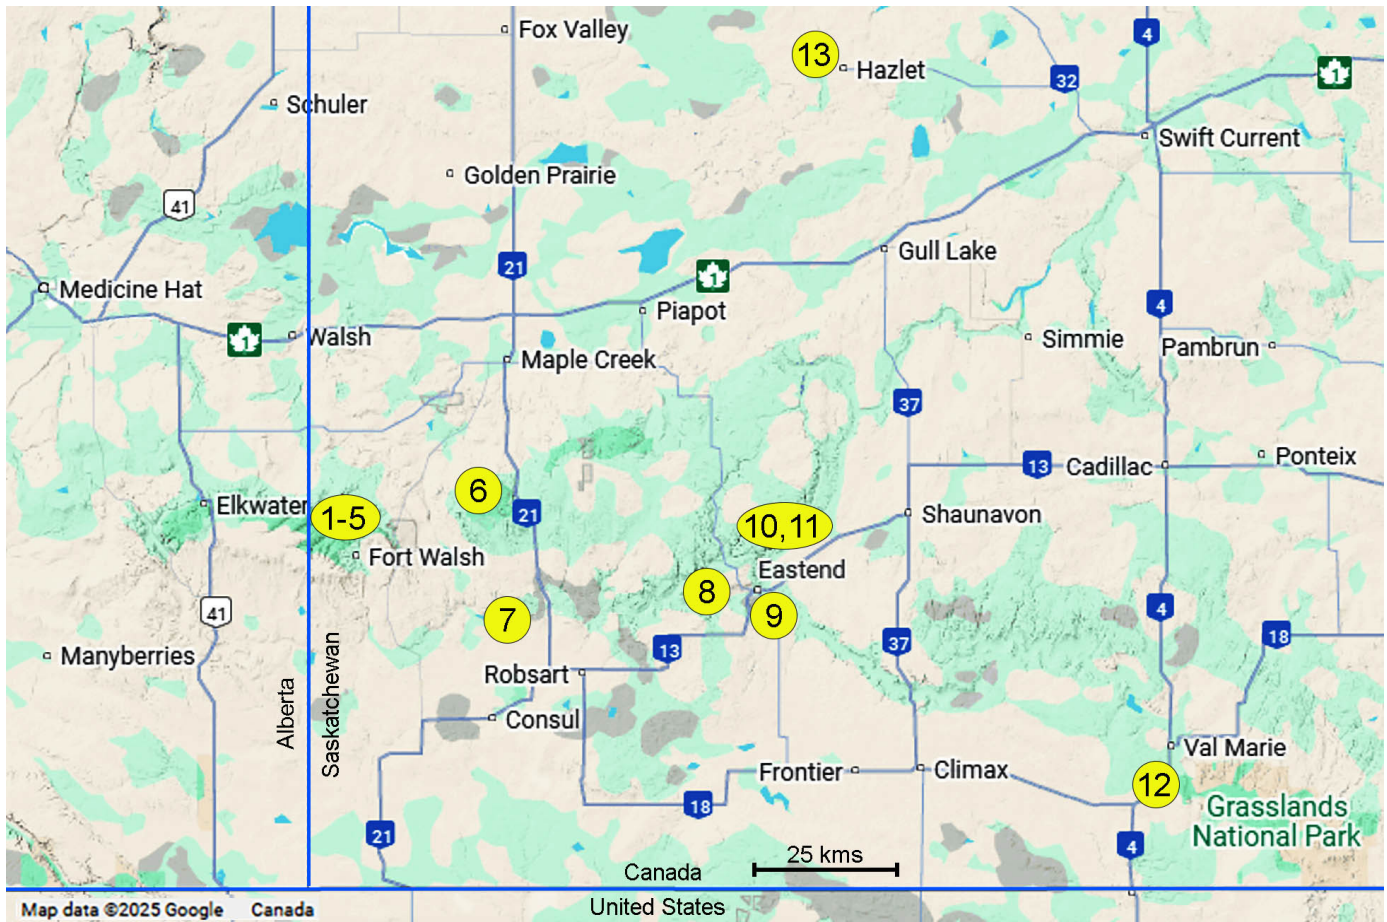 Fox Valley
4
13
Hazlet
32
1
Schuler
Swift Current
Golden Prairie
41
Gull Lake
21
1
Medicine Hat
4
Piapot
1
Walsh
Simmie
Pambrun
Maple Creek
37
13
Cadillac
Ponteix
6
Elkwater
1-5
21
10,11
Shaunavon
Fort Walsh
Eastend
8
41
7
9
4
37
18
13
Manyberries
Robsart
Alberta
Saskatchewan
Consul
Val Marie
Frontier
Climax
12
18
Grasslands
National Park
21
4
25 kms
Canada
United States
Map data ©2025 Google Canada